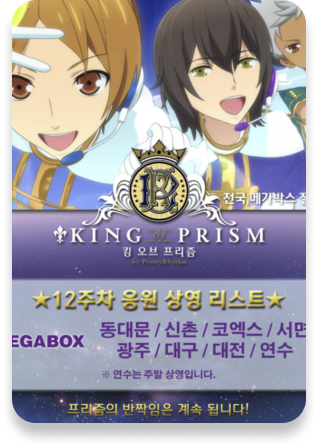 전국 메가박스
KING OF PRISM
킹 오브 프리즘
by PrettyRhythm
★12주차 응원 상영 리스트★
EGABOX 동대문 / 신촌 / 코엑스 / 서면
광주 / 대구 / 대전 / 연수
※ 연수는 주말 상영입니다.
프리즘의 반짝임은 계속 됩니다!